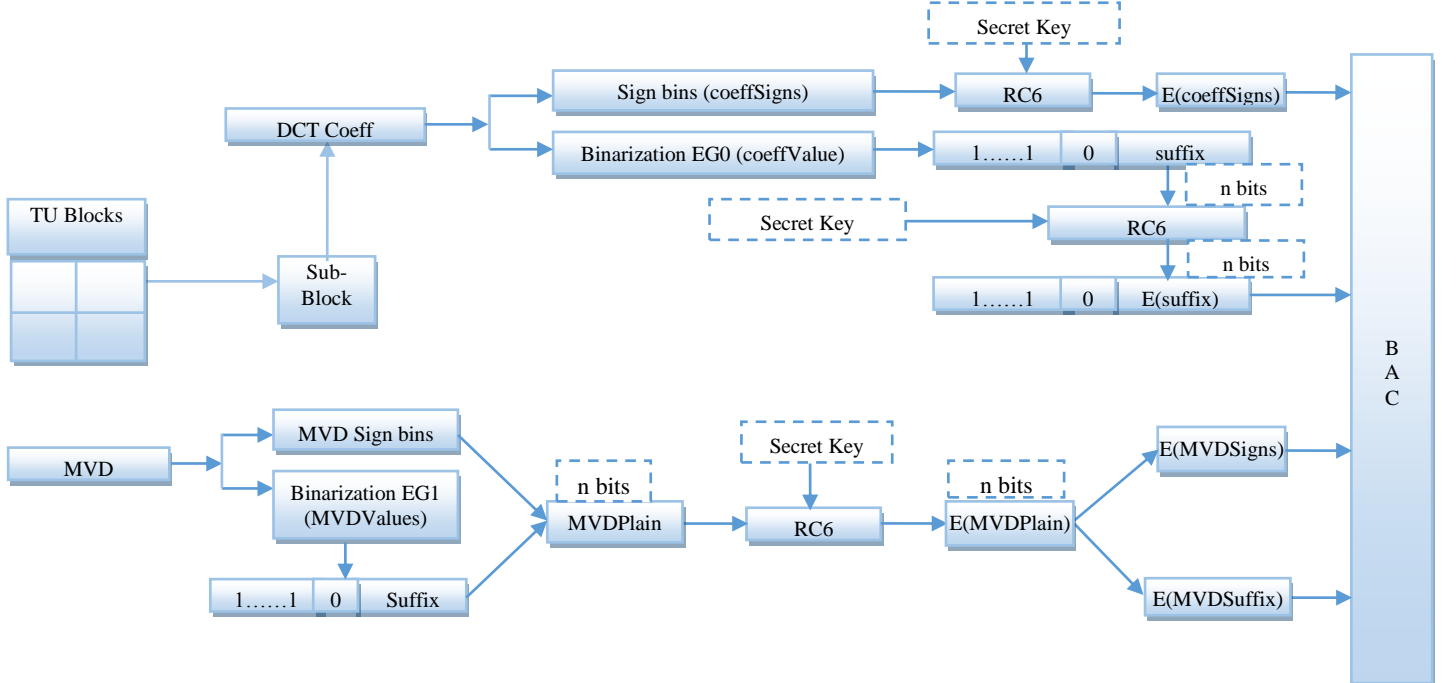 Secret Key
Sign bins (coeffSigns)
RC6
E(coeffSigns)
DCT Coeff
Binarization EG0 (coeffValue)
1……1 0 suffix
n bits
TU Blocks
Secret Key
RC6
n bits
Sub-
Block
1……1 0 E(suffix)
B
A
C
MVD Sign bins
Secret Key
E(MVDSigns)
MVD
Binarization EG1
(MVDValues)
n bits
MVDPlain
RC6
n bits
E(MVDPlain)
1……1 0 Suffix
E(MVDSuffix)